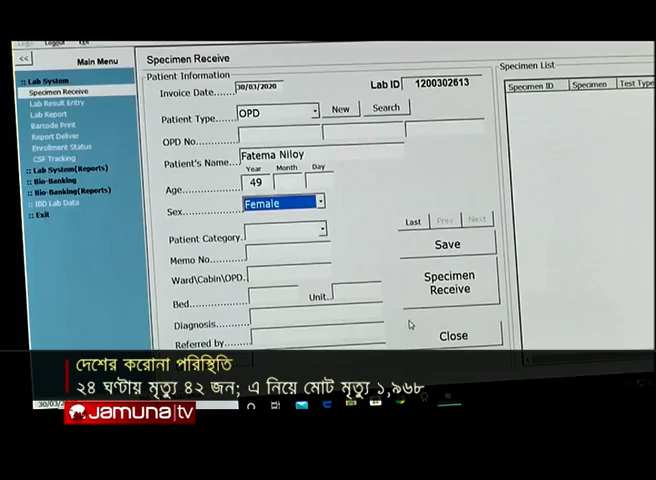 Logout
<<
Main Menu
:: Lab System
Specimen Receive
Lab Result Entry
Lab Report
Barcode Print
Report Deliver
Enrollment Status
CSF Tracking
:: Lab System(Reports)
:: Bio-Banking
:: Bio-Banking(Reports)
:: IBD Lab Data
:: Exit
Specimen Receive
Patient Information
Invoice Date
30/03/2020
Lab ID
1200302613
Patient Type
OPD
New
Search
OPD No.
Patient's Name
Fatema Niloy
Year Month Day
Age
49
Sex
Female
Patient Category
Memo No
Ward/Cabin\OPD
Bed
Unit
Diagnosis
Referred by
Last
Prev
Next
Save
Specimen
Receive
Close
Specimen List
Specimen ID
Specimen
Test Type
দেশের করোনা পরিস্থিতি
২৪ ঘণ্টায় মৃত্যু ৪২ জন; এ নিয়ে মোট মৃত্যু ১,৯৬৮
Jamuna tv